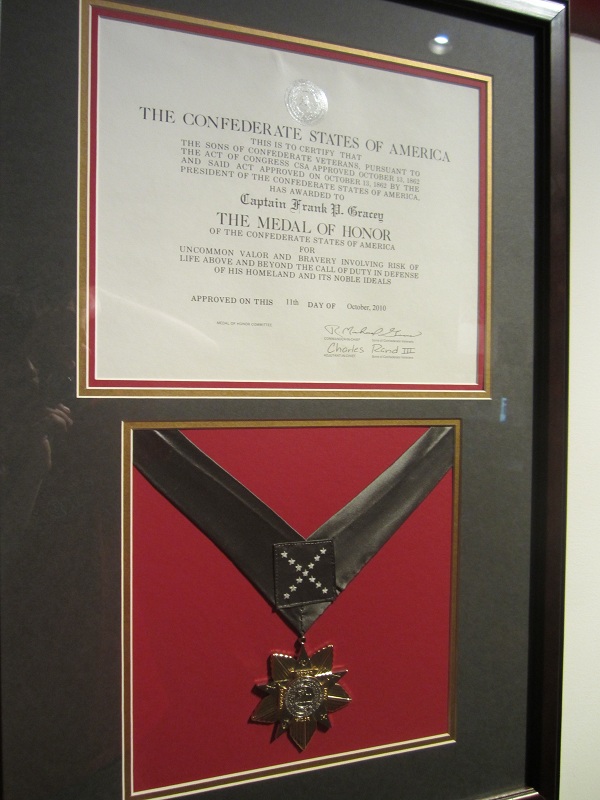 THE CONFEDERATE STATES OF AMERICA
THIS IS TO CERTIFY THAT
THE SONS OF CONFEDERATE VETERANS, PURSUANT TO
THE ACT OF CONGRESS CSA APPROVED OCTOBER 13, 1862
AND SAID ACT APPROVED ON OCTOBER 13, 1862 BY THE
PRESIDENT OF THE CONFEDERATE STATES OF AMERICA,
HAS AWARDED TO
Captain Frank P. Gracey
THE MEDAL OF HONOR
OF THE CONFEDERATE STATES OF AMERICA
FOR
UNCOMMON VALOR AND BRAVERY INVOLVING RISK OF
LIFE ABOVE AND BEYOND THE CALL OF DUTY IN DEFENSE
OF HIS HOMELAND AND ITS NOBLE IDEALS
APPROVED ON THIS 11th DAY OF October, 2010
MEDAL OF HONOR COMMITTEE
Charles Rand III